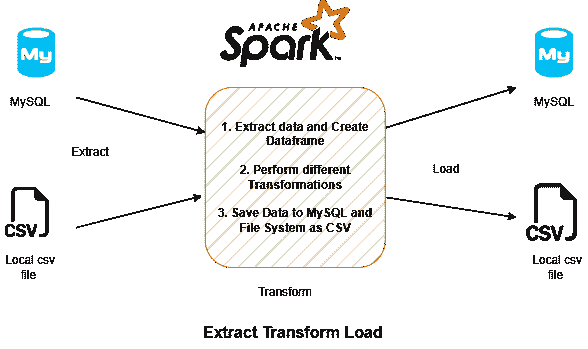 APACHE
Spark™
My
MySQL
My
MySQL
1. Extract data and Create
Dataframe
2. Perform different
Transformations
3. Save Data to MySQL and
File System as CSV
Extract
Load
CSV
Local csv
file
CSV
Local csv
file
Transform
Extract Transform Load